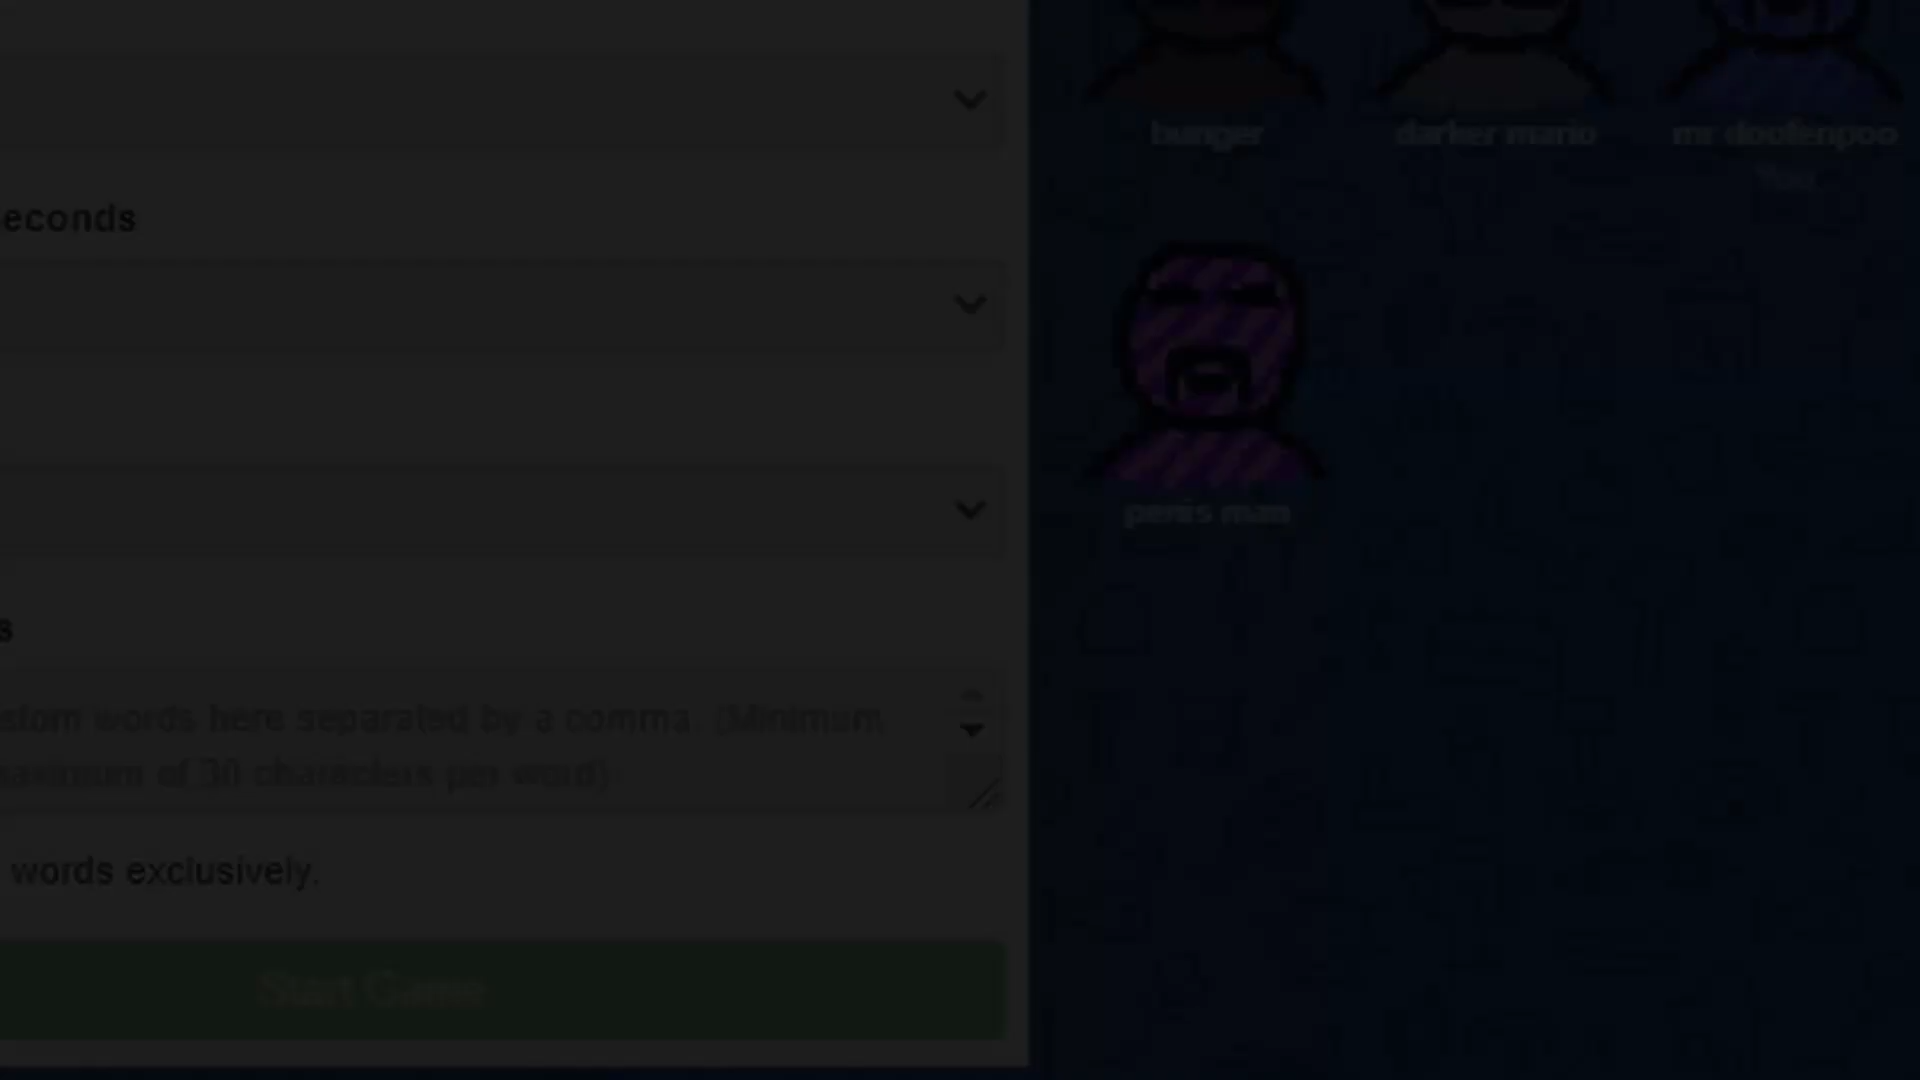 bunger
darker mario
mr doofenpoo
You
econds
penis man
s
stom words here separated by a comma. (Minimum
maximum of 30 characters per word)
words exclusively.
Start Game